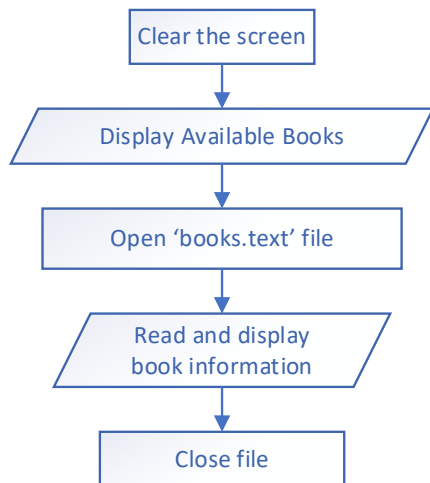 Clear the screen
Display Available Books
Open ‘books.text’ file
Read and display
book information
Close file